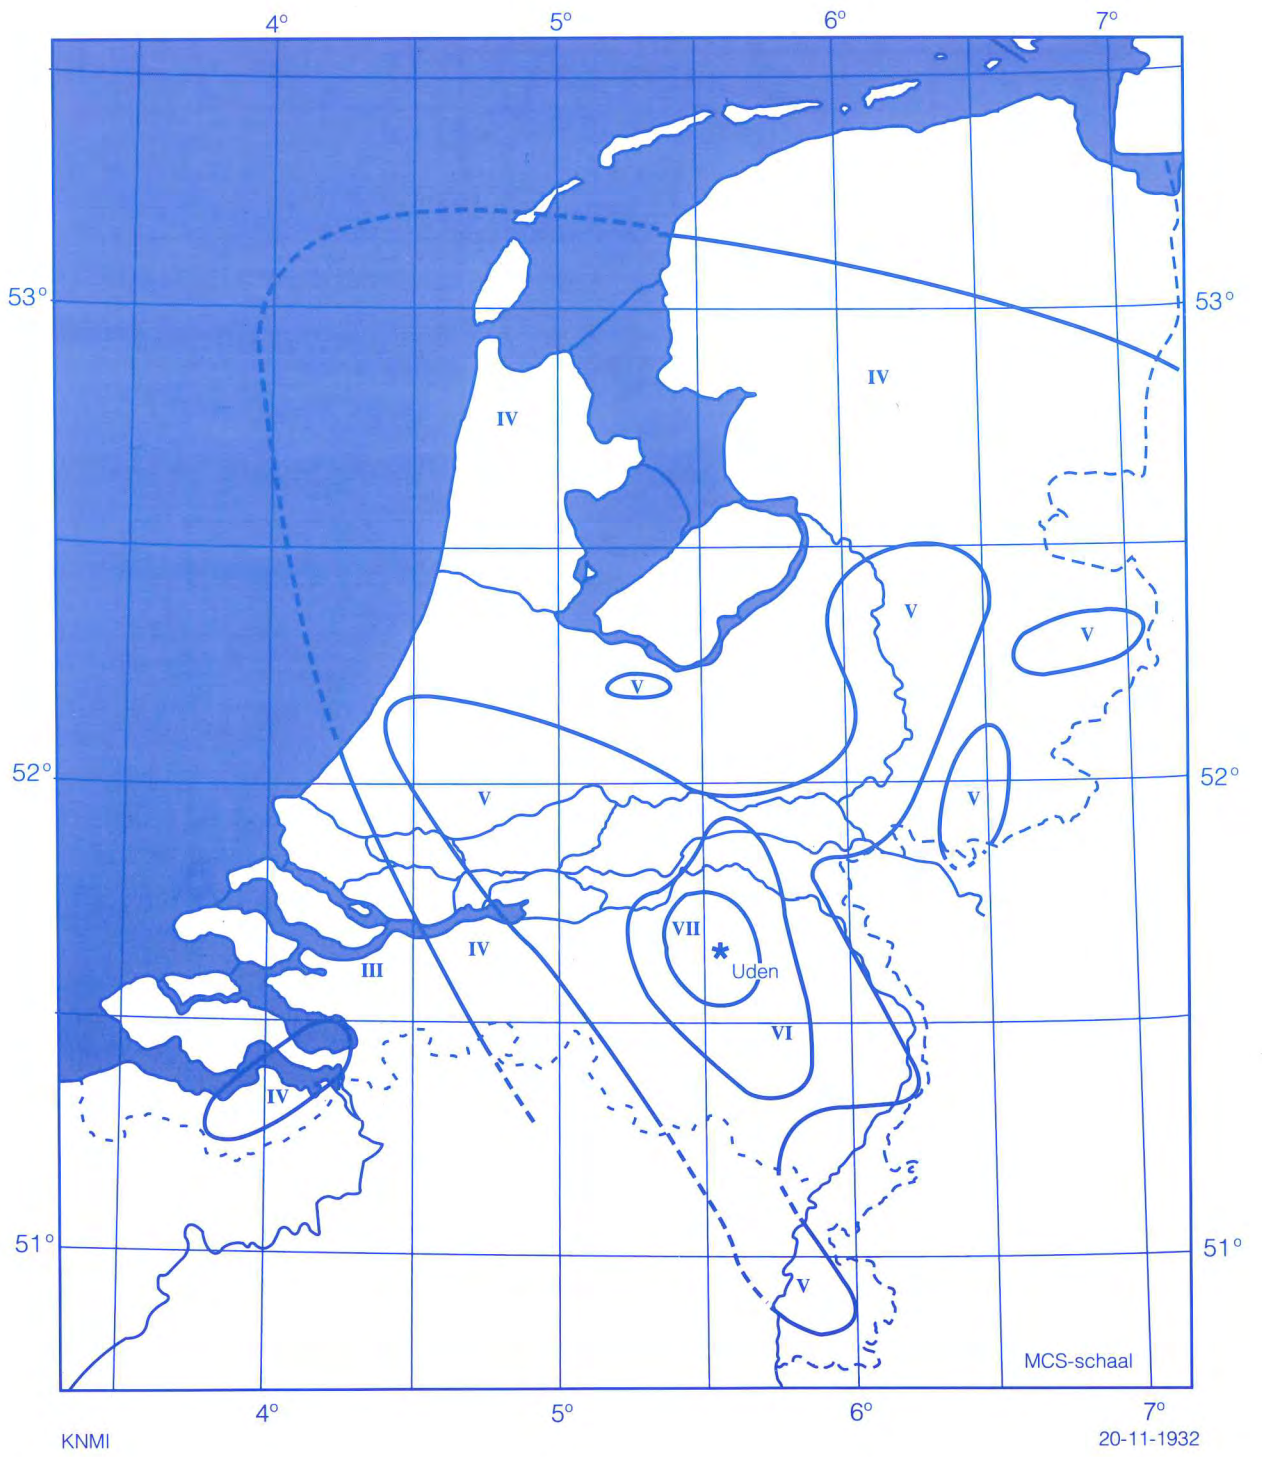 4° 5° 6° 7°
53° 53°
IV
IV
V
V
V
52° 52°
V
V
VII
IV
Uden
III
VI
IV
51° 51°
V
MCS-schaal
4° 5° 6° 7°
KNMI 20-11-1932